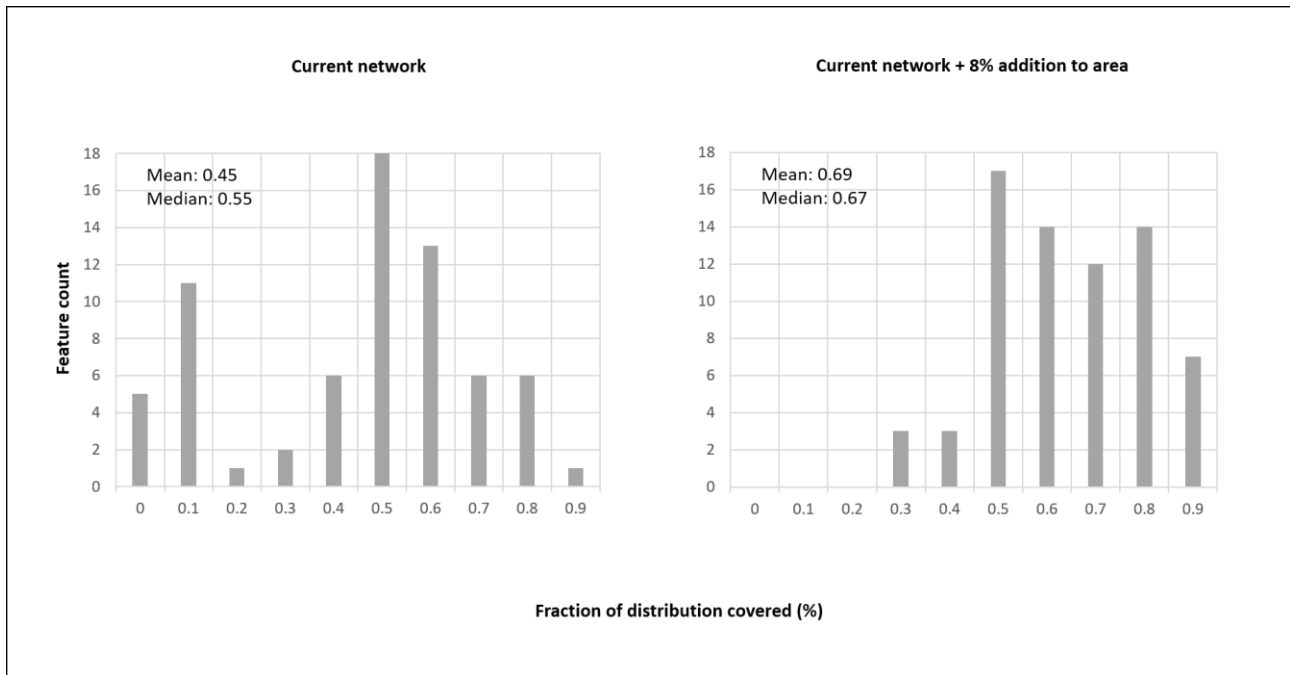 Current network
Mean: 0.45
Median: 0.55
Feature count
18
16
14
12
10
8
6
4
2
0
0 0.1 0.2 0.3 0.4 0.5 0.6 0.7 0.8 0.9
Current network + 8% addition to area
Mean: 0.69
Median: 0.67
18
16
14
12
10
8
6
4
2
0
0 0.1 0.2 0.3 0.4 0.5 0.6 0.7 0.8 0.9
Fraction of distribution covered (%)